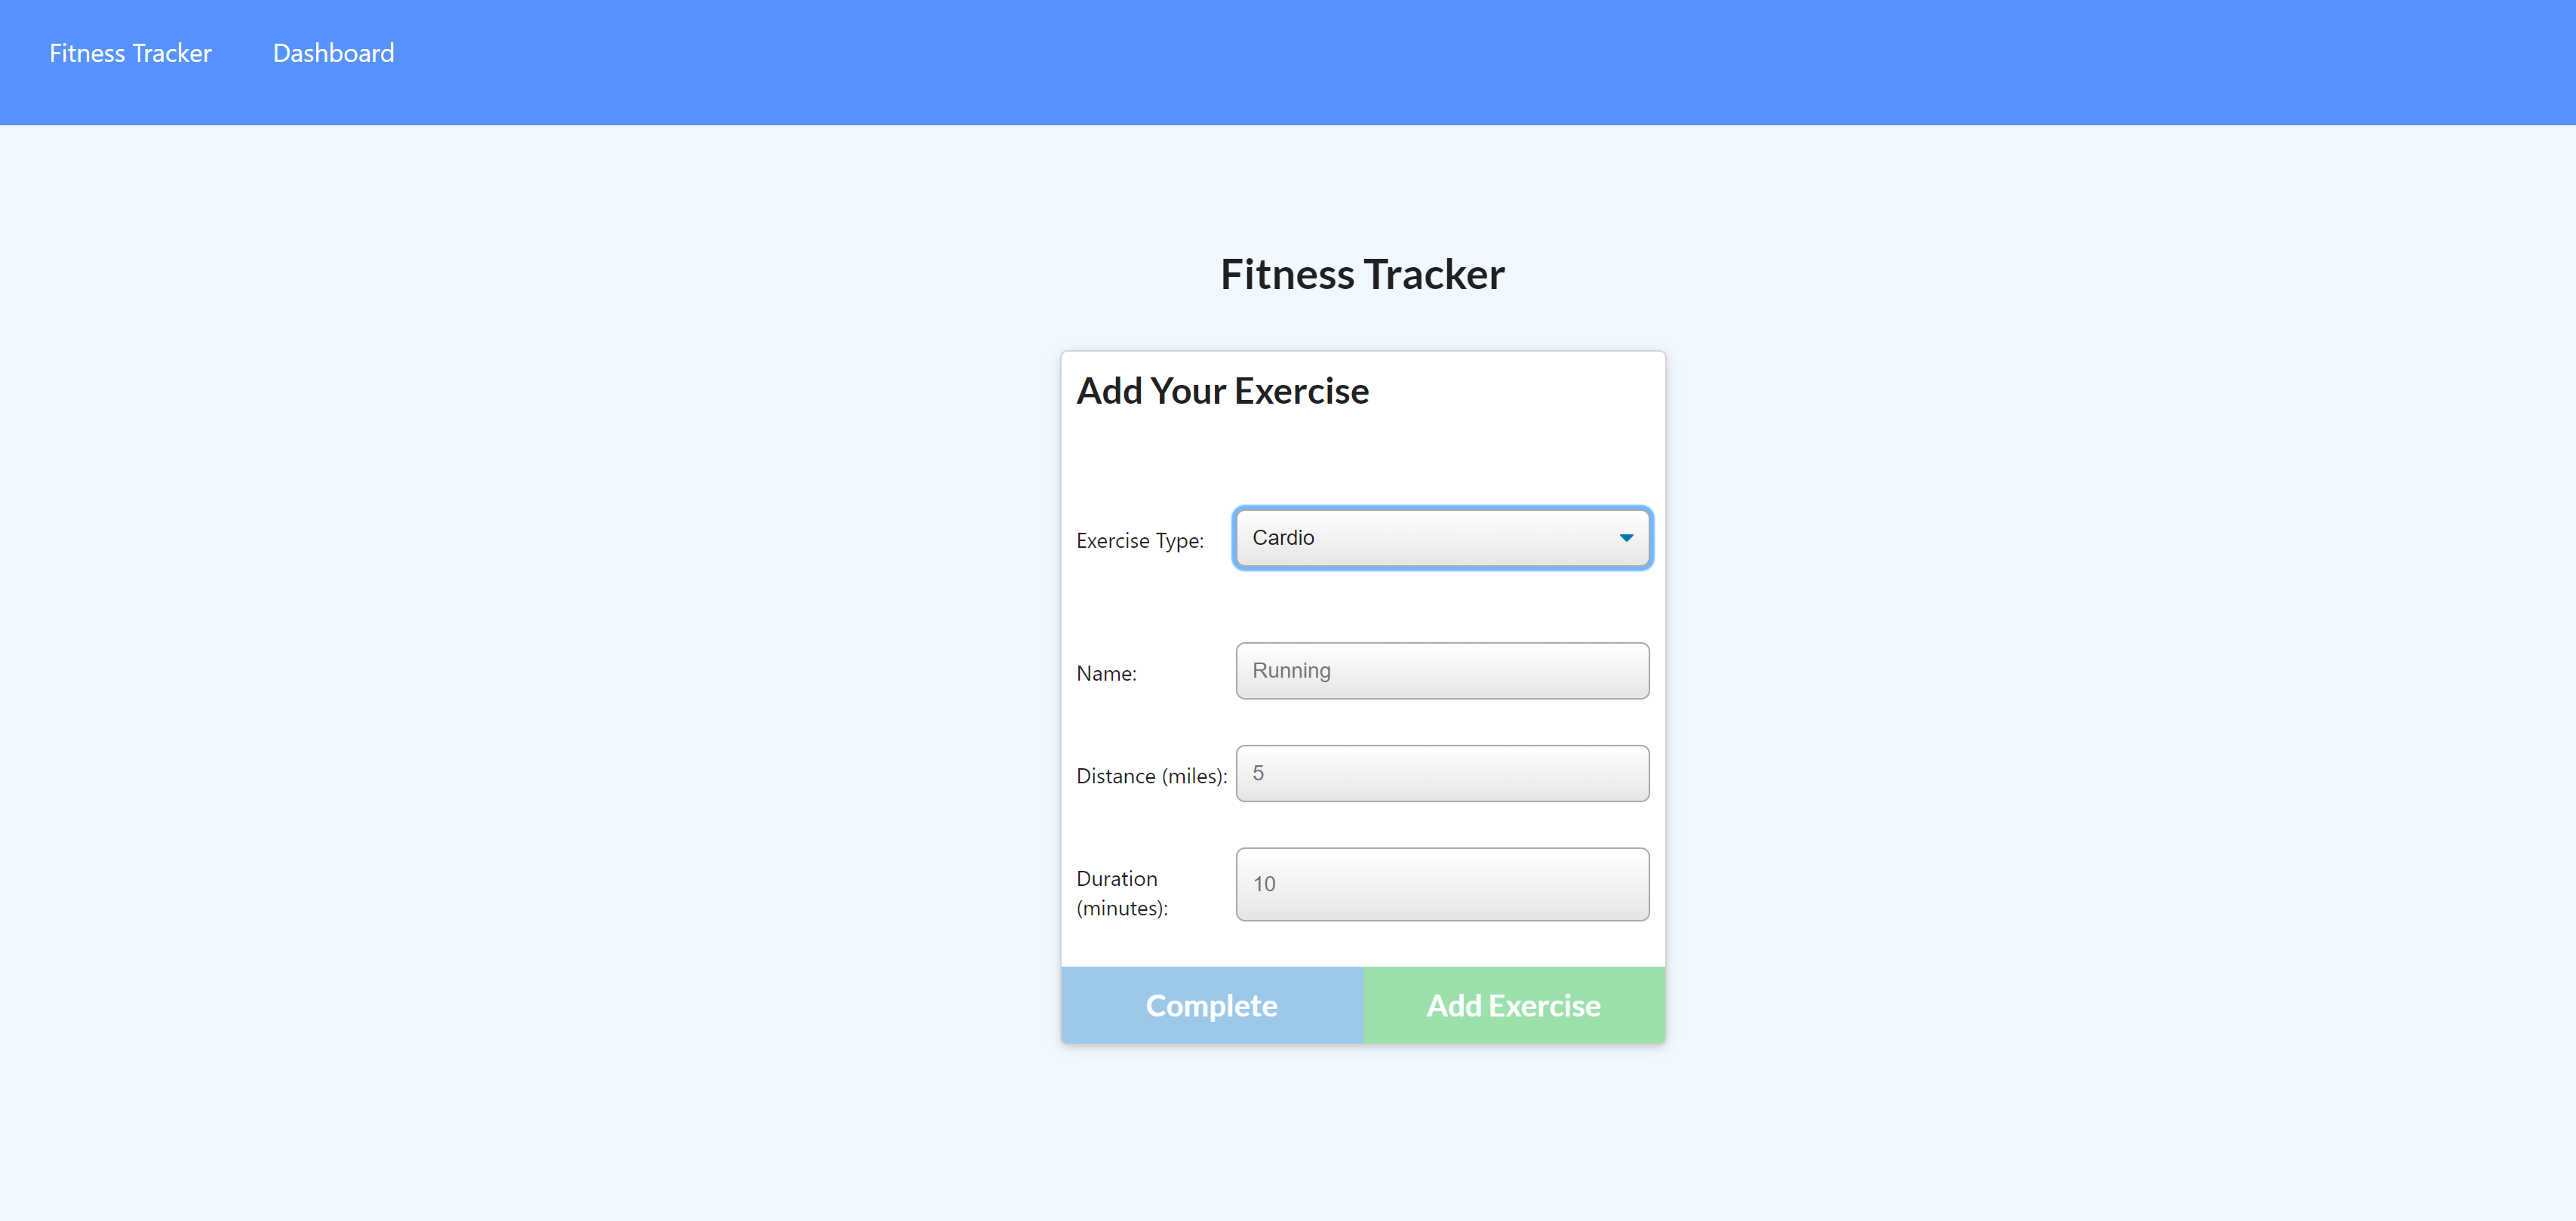 Fitness Tracker Dashboard
Fitness Tracker
Add Your Exercise
Exercise Type: Cardio
Name: Running
Distance (miles): 5
Duration
(minutes): 10
Complete Add Exercise